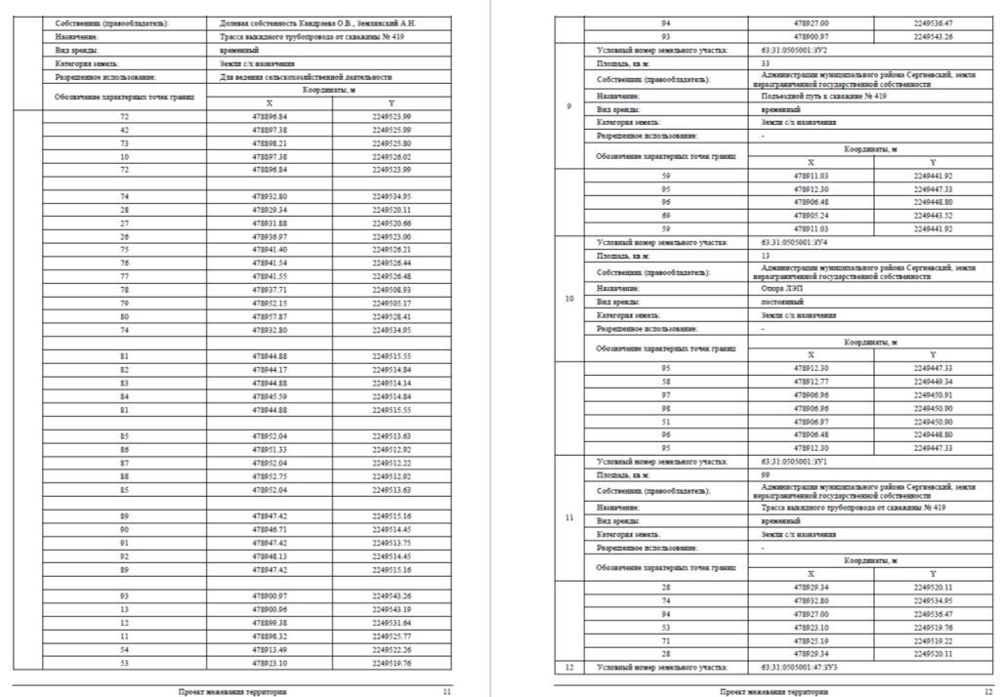 Собственник (правообладатель): Долевая собственность Кандраева О.В., Землянский А.Н.
Назначение: Трасса выкидного трубопровода от скважины № 419
Вид аренды: временный
Категория земель: Земли с/х назначения
Разрешенное использование: Для ведения сельскохозяйственной деятельности
Обозначение характерных точек границ Координаты, м
X Y
72 478896.84 2249523.99
42 478897.38 2249525.99
73 478898.21 2249525.80
10 478897.38 2249526.02
72 478896.84 2249523.99
74 478932.80 2249534.95
28 478929.34 2249520.11
27 478931.88 2249520.66
26 478936.97 2249523.00
75 478941.40 2249526.21
76 478941.54 2249526.44
77 478941.55 2249526.48
78 478937.71 2249508.93
79 478952.15 2249505.17
80 478957.87 2249528.41
74 478932.80 2249534.95
81 478944.88 2249515.55
82 478944.17 2249514.84
83 478944.88 2249514.14
84 478945.59 2249514.84
81 478944.88 2249515.55
85 478952.04 2249513.63
86 478951.33 2249512.92
87 478952.04 2249512.22
88 478952.75 2249512.92
85 478952.04 2249513.63
89 478947.42 2249515.16
90 478946.71 2249514.45
91 478947.42 2249513.75
92 478948.13 2249514.45
89 478947.42 2249515.16
93 478900.97 2249543.26
13 478900.96 2249543.19
12 478899.38 2249531.64
11 478898.32 2249525.77
54 478913.49 2249522.26
53 478923.10 2249519.76
Проект межевания территории 11
94 478927.00 2249536.47
93 478900.97 2249543.26
9
Условный номер земельного участка: 63:31:0505001:ЗУ2
Площадь, кв м: 33
Собственник (правообладатель): Администрации муниципального района Сергиевский, земли
неразграниченной государственной собственности
Назначение: Подъездной путь к скважине № 419
Вид аренды: временный
Категория земель: Земли с/х назначения
Разрешенное использование: -
Обозначение характерных точек границ Координаты, м
X Y
59 478911.03 2249441.92
95 478912.30 2249447.33
96 478906.48 2249448.80
69 478905.24 2249443.52
59 478911.03 2249441.92
10
Условный номер земельного участка: 63:31:0505001:ЗУ4
Площадь, кв м: 13
Собственник (правообладатель): Администрации муниципального района Сергиевский, земли
неразграниченной государственной собственности
Назначение: Опора ЛЭП
Вид аренды: постоянный
Категория земель: Земли с/х назначения
Разрешенное использование: -
Обозначение характерных точек границ Координаты, м
X Y
95 478912.30 2249447.33
58 478912.77 2249449.34
97 478906.96 2249450.91
98 478906.96 2249450.90
51 478906.97 2249450.90
96 478906.48 2249448.80
95 478912.30 2249447.33
11
Условный номер земельного участка: 63:31:0505001:ЗУ1
Площадь, кв м: 99
Собственник (правообладатель): Администрации муниципального района Сергиевский, земли
неразграниченной государственной собственности
Назначение: Трасса выкидного трубопровода от скважины № 419
Вид аренды: временный
Категория земель: Земли с/х назначения
Разрешенное использование: -
Обозначение характерных точек границ Координаты, м
X Y
28 478929.34 2249520.11
74 478932.80 2249534.95
94 478927.00 2249536.47
53 478923.10 2249519.76
71 478925.19 2249519.22
28 478929.34 2249520.11
12 Условный номер земельного участка: 63:31:0505001:47:ЗУ3
Проект межевания территории 12